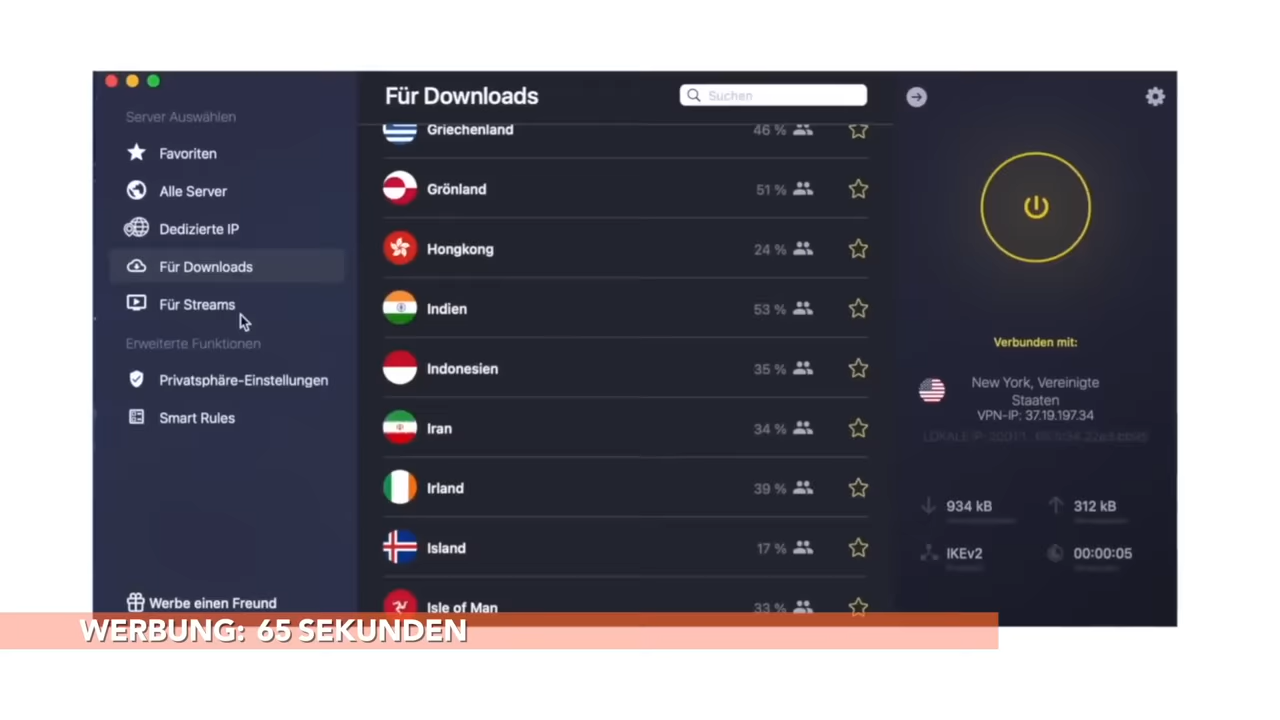 Server Auswählen
Favoriten
Alle Server
Dedizierte IP
Für Downloads
Für Streams
Erweiterte Funktionen
Privatsphäre-Einstellungen
Smart Rules
Werbe einen Freund
Für Downloads
Suchen
Griechenland 46 %
Grönland 51 %
Hongkong 24 %
Indien 53 %
Indonesien 35 %
Iran 34 %
Irland 39 %
Island 17 %
Isle of Man 33 %
Verbunden mit:
New York, Vereinigte
Staaten
VPN-IP: 37.19.197.34
LOKALE IP:
934 kB 312 kB
IKEv2 00:00:05
WERBUNG: 65 SEKUNDEN